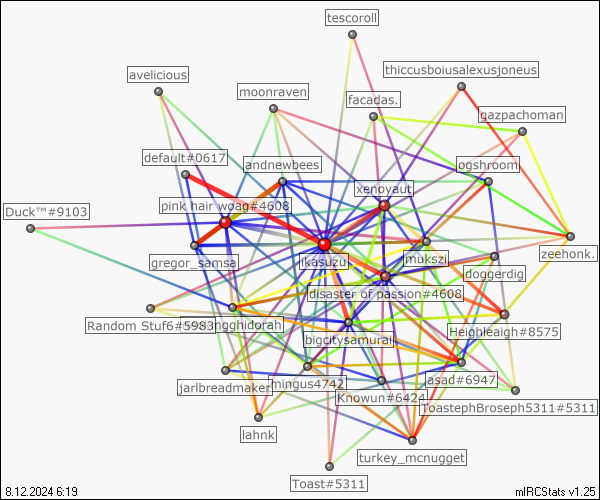 tescoroll
thiccusboiusalexusjoneus
avelicious
moonraven
facadas.
gazpachoman
default#0617
andnewbees
ogshroom
xenoyaut
pink hair woag#4608
Duck™#9103
mukszi
zeehonk.
gregor_samsa
ikasuzu
doggerdig
disaster of passion#4608
Random Stuf6#5983
ngghidorah
Heighleaigh#8575
bigcitysamurai
jarlbreadmaker
mingus4742
asad#6947
Knowun#6424
ToastephBroseph5311#5311
lahnk
turkey_mcnugget
Toast#5311
8.12.2024 6:19
mIRCStats v1.25